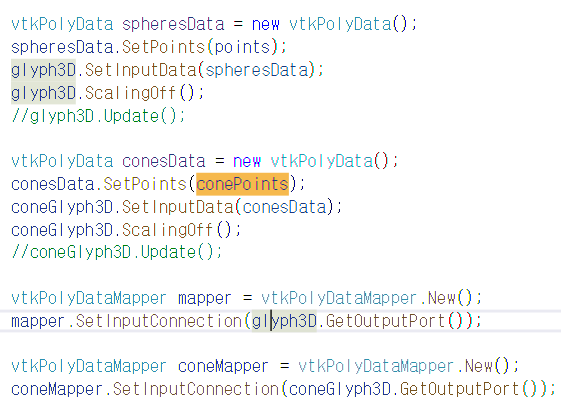 vtkPolyData spheresData = new vtkPolyData();
spheresData.SetPoints(points);
glyph3D.SetInputData(spheresData);
glyph3D.ScalingOff();
//glyph3D.Update();
vtkPolyData conesData = new vtkPolyData();
conesData.SetPoints(conePoints);
coneGlyph3D.SetInputData(conesData);
coneGlyph3D.ScalingOff();
//coneGlyph3D.Update();
vtkPolyDataMapper mapper = vtkPolyDataMapper.New();
mapper.SetInputConnection(glyph3D.GetOutputPort());
vtkPolyDataMapper coneMapper = vtkPolyDataMapper.New();
coneMapper.SetInputConnection(coneGlyph3D.GetOutputPort());